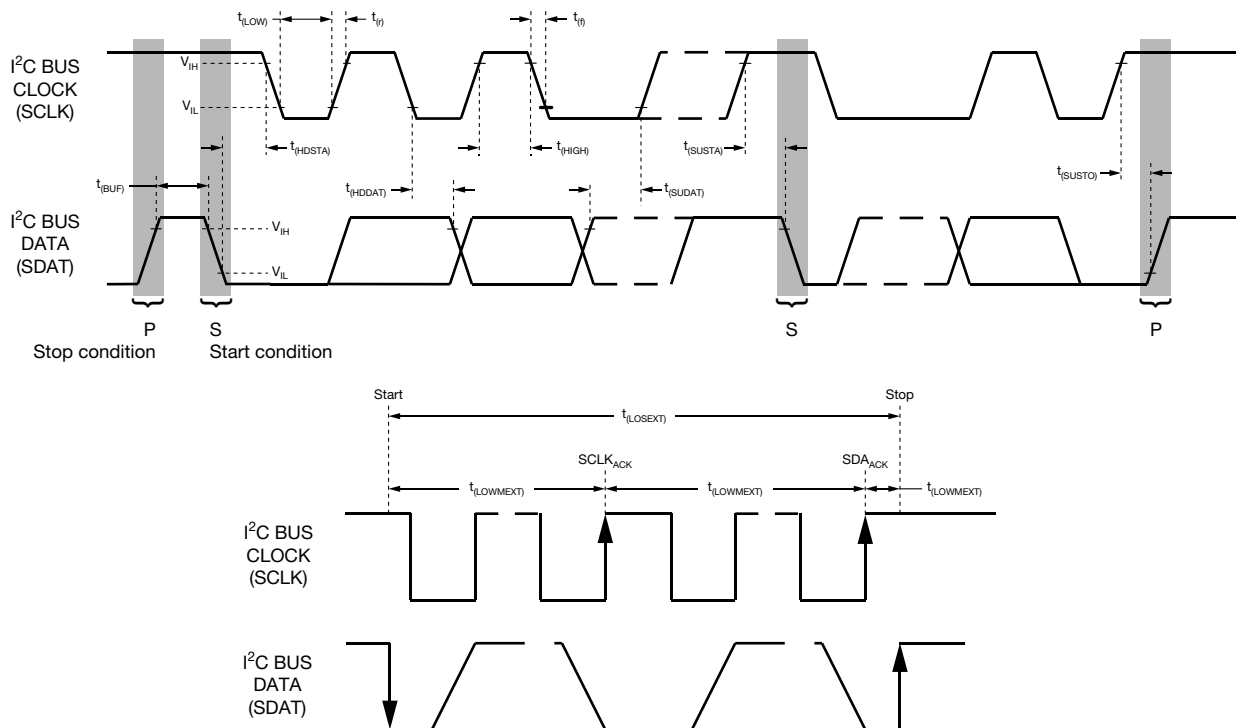 t(LOW) t(r) t(f)
I²C BUS
CLOCK
(SCLK)
VIH
VIL
t(HDSTA) t(HIGH) t(SUSTA)
t(BUF) t(HDDAT) t(SUDAT) t(SUSTO)
I²C BUS
DATA
(SDAT)
VIH
VIL
P S S P
Stop condition Start condition
Start Stop
t(LOSEXT)
SCLKACK SDAACK
t(LOWMEXT) t(LOWMEXT) t(LOWMEXT)
I²C BUS
CLOCK
(SCLK)
I²C BUS
DATA
(SDAT)